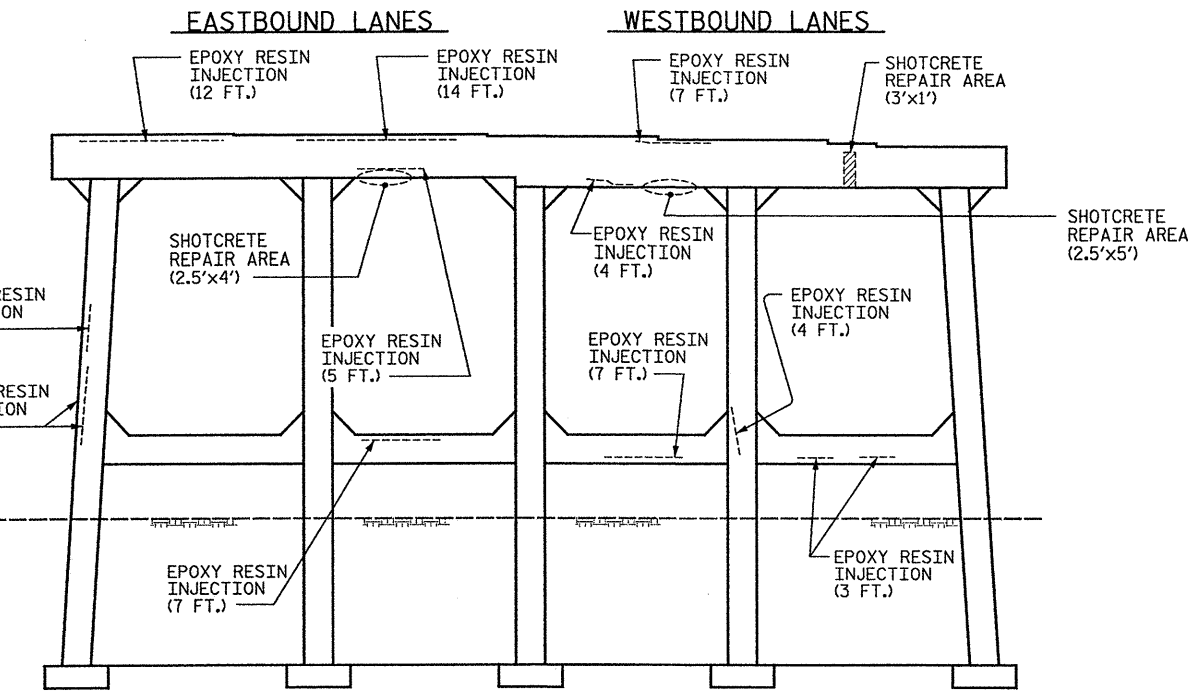 EASTBOUND LANES
WESTBOUND LANES
EPOXY RESIN
INJECTION
(12 FT.)
EPOXY RESIN
INJECTION
(14 FT.)
EPOXY RESIN
INJECTION
(7 FT.)
SHOTCRETE
REPAIR AREA
(3'x1')
SHOTCRETE
REPAIR AREA
(2.5'x4')
EPOXY RESIN
INJECTION
(4 FT.)
SHOTCRETE
REPAIR AREA
(2.5'x5')
RESIN
ION
EPOXY RESIN
INJECTION
(5 FT.)
EPOXY RESIN
INJECTION
(7 FT.)
EPOXY RESIN
INJECTION
(4 FT.)
RESIN
ION
EPOXY RESIN
INJECTION
(7 FT.)
EPOXY RESIN
INJECTION
(3 FT.)